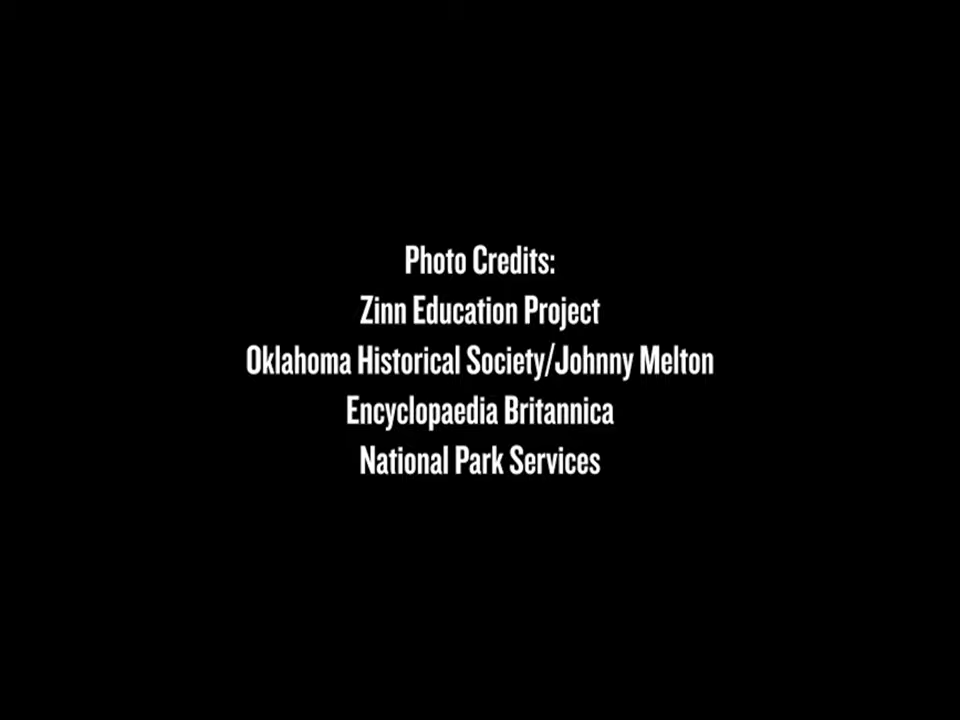 Photo Credits:
Zinn Education Project
Oklahoma Historical Society/Johnny Melton
Encyclopaedia Britannica
National Park Services